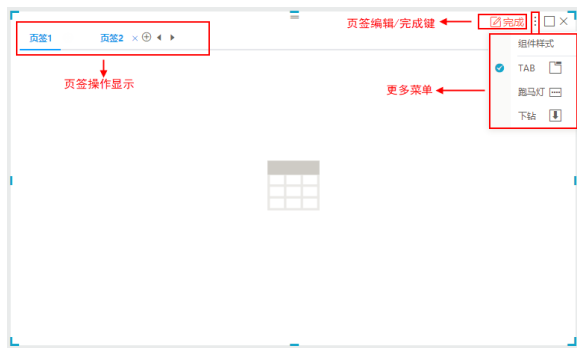 页签编辑/完成键
完成
页签1
页签2
组件样式
页签操作显示
更多菜单
TAB
跑马灯
下钻